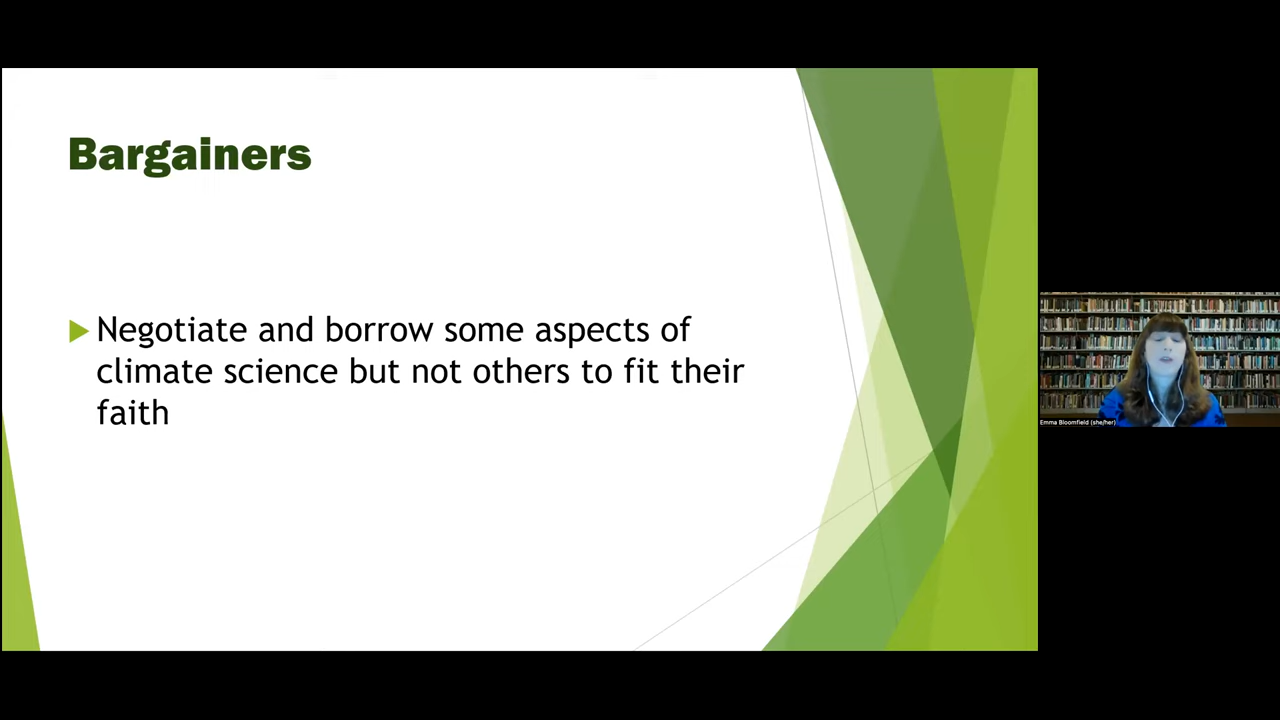 Bargainers
Negotiate and borrow some aspects of
climate science but not others to fit their
faith
Emma Bloomfield (she/her)